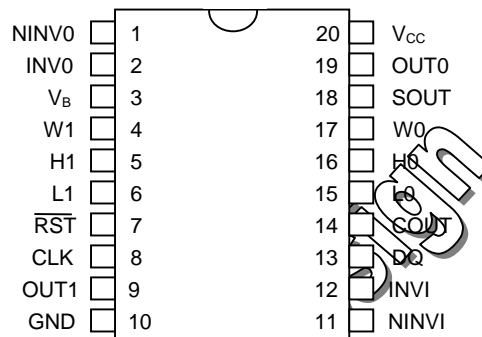 NINV0 1 20 VCC
INV0 2 19 OUT0
VB 3 18 SOUT
W1 4 17 W0
H1 5 16 H0
L1 6 15 L0
RST 7 14 COUT
CLK 8 13 DQ
OUT1 9 12 INVI
GND 10 11 NINVI